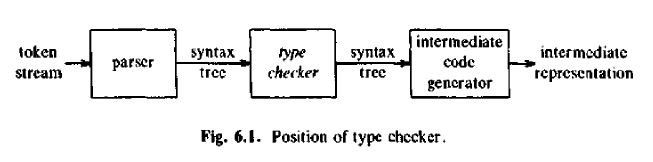 token
stream
parser
syntax
tree
type
checker
syntax
tree
intermediate
code
generator
intermediate
representation
Fig. 6.1. Position of type checker.